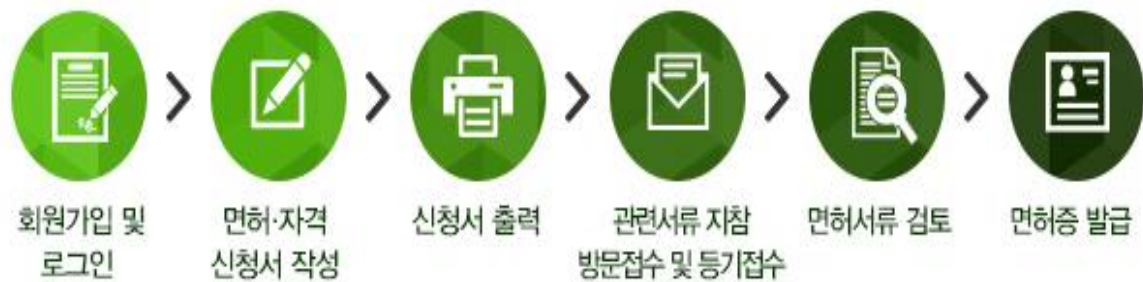 회원가입 및
로그인
면허·자격
신청서 작성
신청서 출력
관련서류 지참
방문접수 및 등기접수
면허서류 검토
면허증 발급